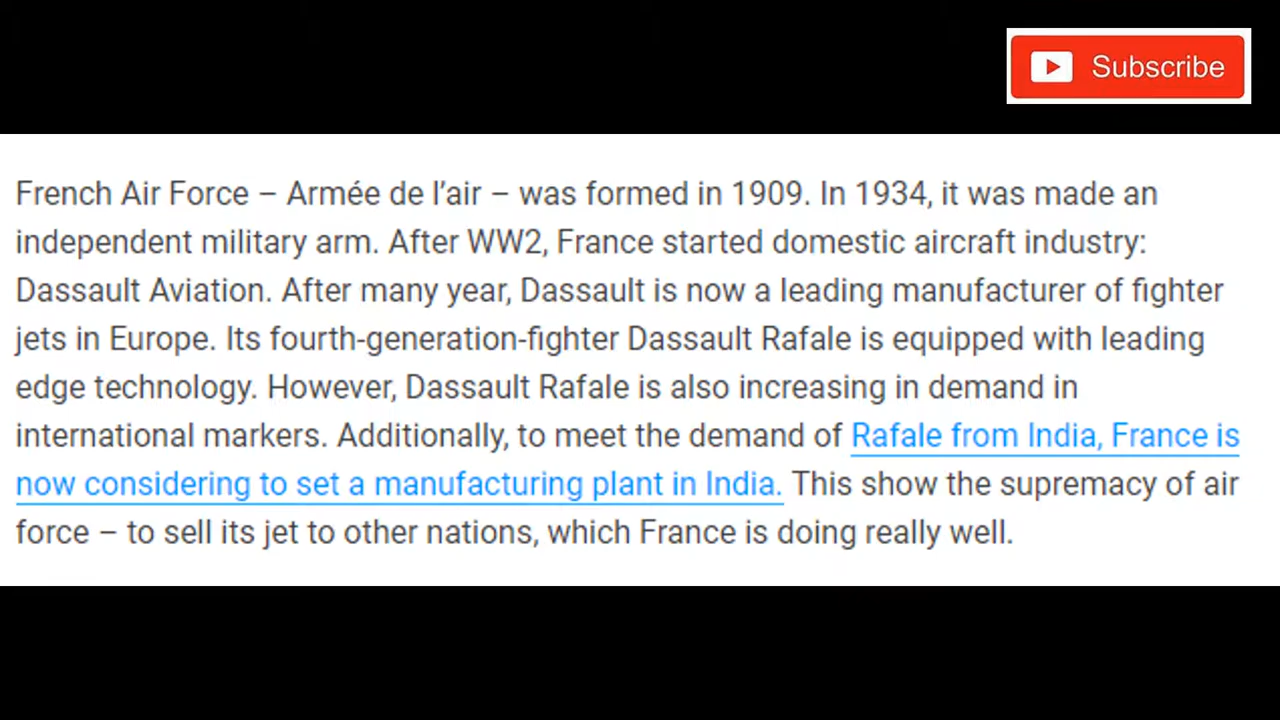 Subscribe
French Air Force – Armée de l’air – was formed in 1909. In 1934, it was made an
independent military arm. After WW2, France started domestic aircraft industry:
Dassault Aviation. After many year, Dassault is now a leading manufacturer of fighter
jets in Europe. Its fourth-generation-fighter Dassault Rafale is equipped with leading
edge technology. However, Dassault Rafale is also increasing in demand in
international markers. Additionally, to meet the demand of Rafale from India, France is
now considering to set a manufacturing plant in India. This show the supremacy of air
force – to sell its jet to other nations, which France is doing really well.